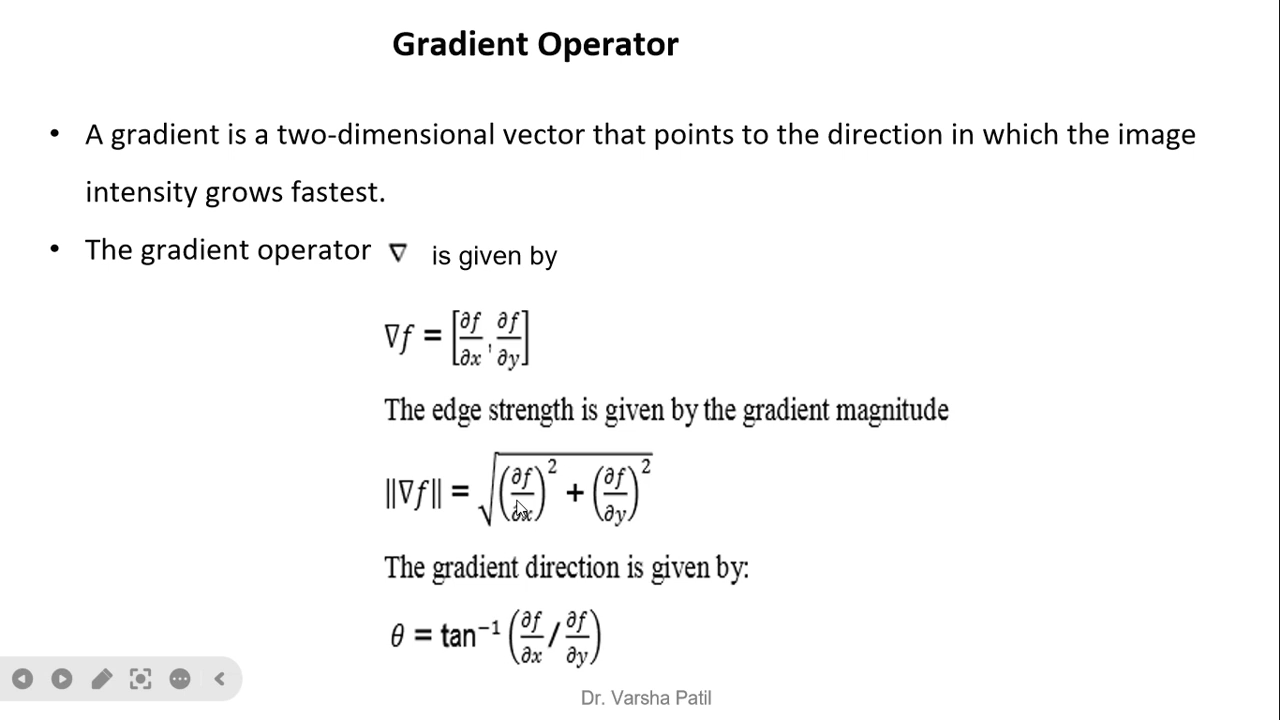 Gradient Operator
• A gradient is a two-dimensional vector that points to the direction in which the image
intensity grows fastest.
• The gradient operator ∇ is given by
∇f = [∂f/∂x, ∂f/∂y]
The edge strength is given by the gradient magnitude
||∇f|| = √((∂f/∂x)² + (∂f/∂y)²)
The gradient direction is given by:
θ = tan⁻¹(∂f/∂x / ∂f/∂y)
Dr. Varsha Patil